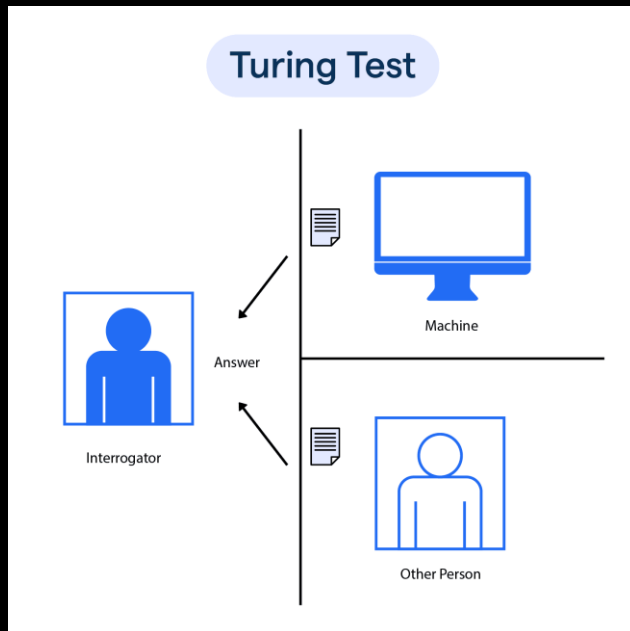 Turing Test
Machine
Answer
Interrogator
Other Person